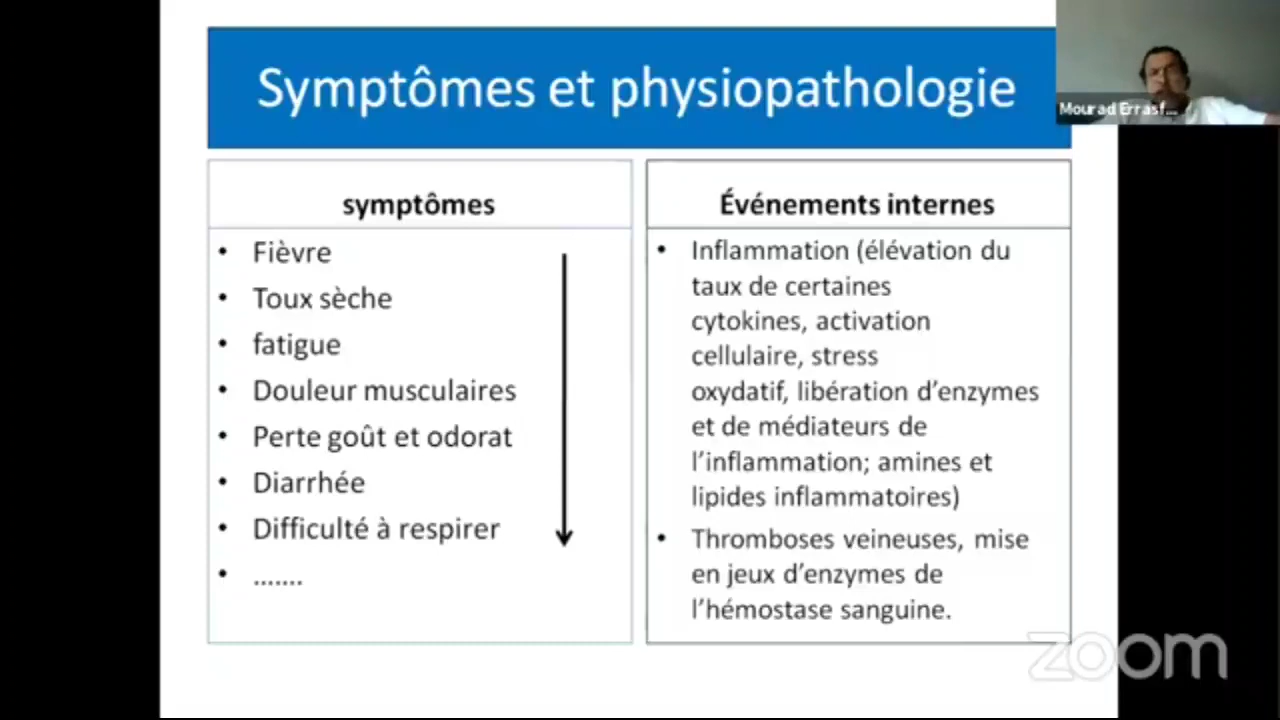 Symptômes et physiopathologie
Mourad Errasf...
symptômes
• Fièvre
• Toux sèche
• fatigue
• Douleur musculaires
• Perte goût et odorat
• Diarrhée
• Difficulté à respirer
• .......
Événements internes
• Inflammation (élévation du
taux de certaines
cytokines, activation
cellulaire, stress
oxydatif, libération d’enzymes
et de médiateurs de
l’inflammation; amines et
lipides inflammatoires)
• Thromboses veineuses, mise
en jeux d’enzymes de
l’hémostase sanguine.
zoom